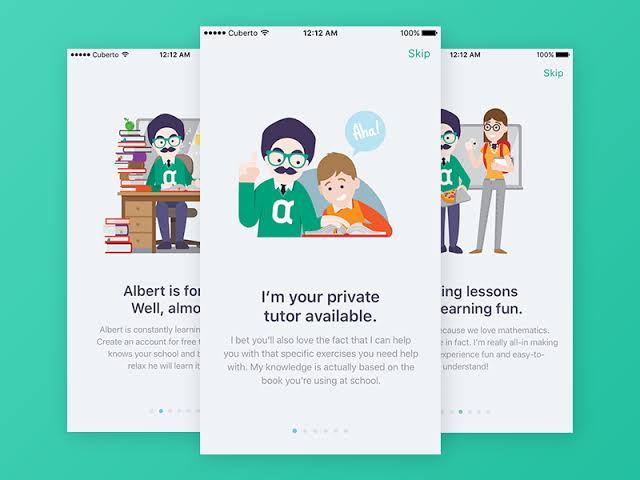 Cuberto
12:12 AM
100%
Skip
Albert is for
Well, almo
Albert is constantly learnin
Create an account for free t
knows your school and b
relax he will learn it
Cuberto
12:12 AM
100%
Skip
Aha!
α
I'm your private
tutor available.
I bet you'll also love the fact that I can help
you with that specific exercises you need help
with. My knowledge is actually based on the
book you're using at school.
12:12 AM
100%
Skip
ing lessons
earning fun.
because we love mathematics.
e in fact. I'm really all-in making
experience fun and easy-to-
understand!